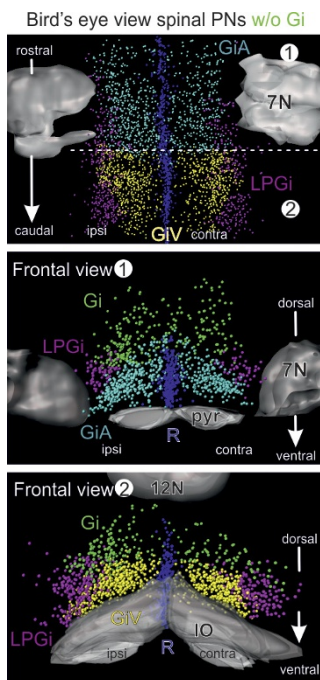 Bird's eye view spinal PNs w/o Gi
rostral
GiA
1
7N
LPGi
caudal
ipsi
GiV
contra
2
Frontal view 1
Gi
dorsal
LPGi
7N
GiA
pyr
ipsi
R
contra
ventral
Frontal view 2
12N
Gi
dorsal
GiV
LPGi
IO
ipsi
R
contra
ventral